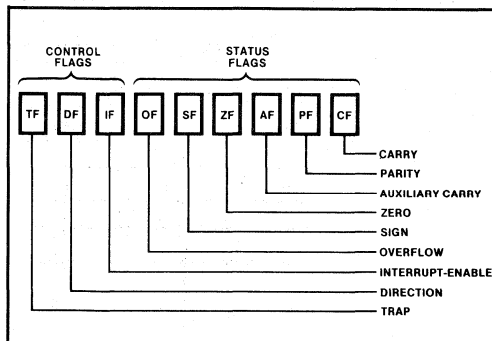 CONTROL
FLAGS
STATUS
FLAGS
TF DF IF OF SF ZF AF PF CF
CARRY
PARITY
AUXILIARY CARRY
ZERO
SIGN
OVERFLOW
INTERRUPT-ENABLE
DIRECTION
TRAP